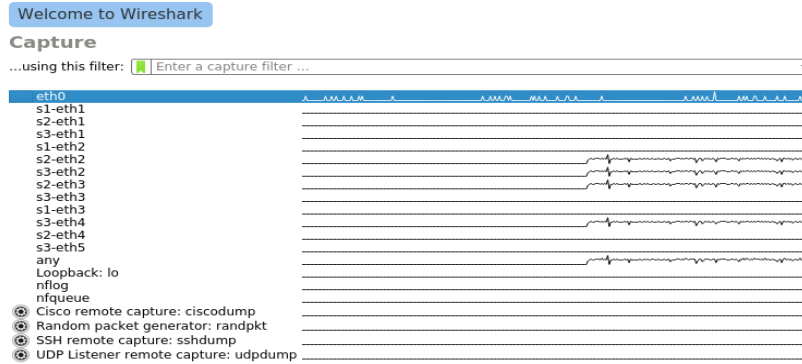 Welcome to Wireshark
Capture
...using this filter: Enter a capture filter ...
eth0
s1-eth1
s2-eth1
s3-eth1
s1-eth2
s2-eth2
s3-eth2
s2-eth3
s3-eth3
s1-eth3
s3-eth4
s2-eth4
s3-eth5
any
Loopback: lo
nflog
nfqueue
Cisco remote capture: ciscodump
Random packet generator: randpkt
SSH remote capture: sshdump
UDP Listener remote capture: udpdump